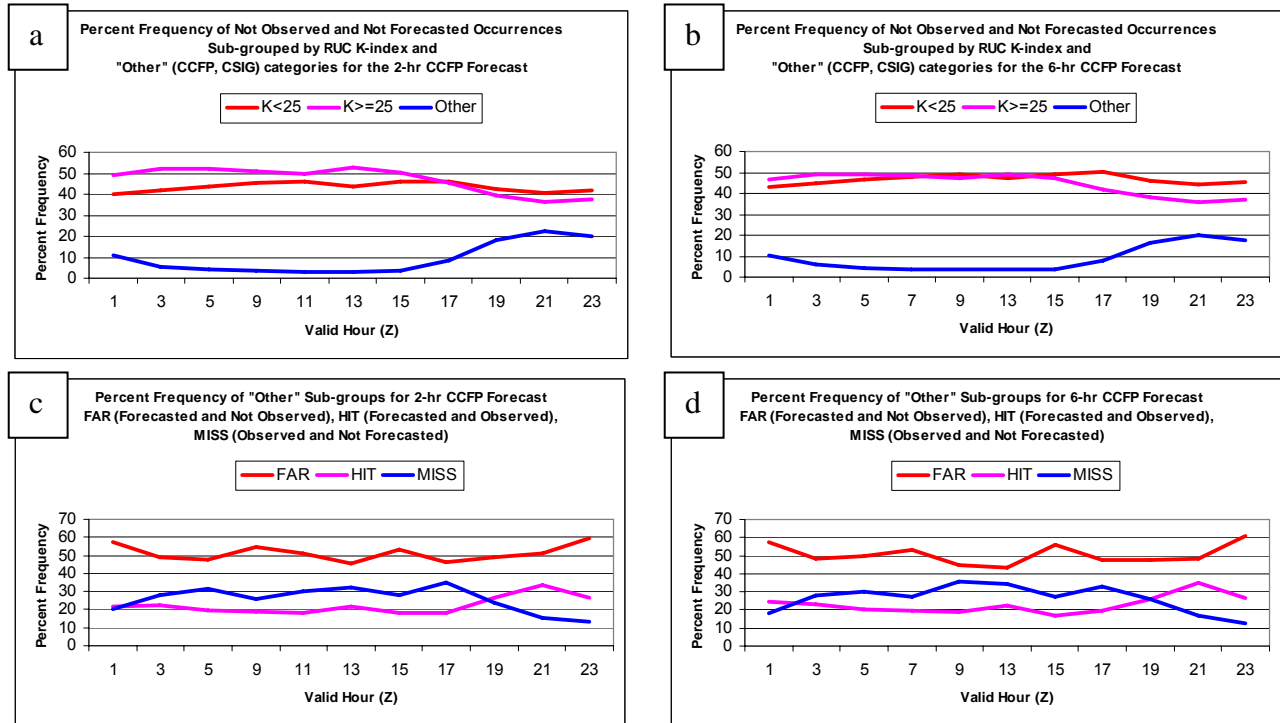 a
Percent Frequency of Not Observed and Not Forecasted Occurrences
Sub-grouped by RUC K-index and
"Other" (CCFP, CSIG) categories for the 2-hr CCFP Forecast
K<25 K>=25 Other
Percent Frequency
60
50
40
30
20
10
0
1 3 5 9 11 13 15 17 19 21 23
Valid Hour (Z)
b
Percent Frequency of Not Observed and Not Forecasted Occurrences
Sub-grouped by RUC K-index and
"Other" (CCFP, CSIG) categories for the 6-hr CCFP Forecast
K<25 K>=25 Other
Percent Frequency
60
50
40
30
20
10
0
1 3 5 7 9 13 15 17 19 21 23
Valid Hour (Z)
c
Percent Frequency of "Other" Sub-groups for 2-hr CCFP Forecast
FAR (Forecasted and Not Observed), HIT (Forecasted and Observed),
MISS (Observed and Not Forecasted)
FAR HIT MISS
Percent Frequency
70
60
50
40
30
20
10
0
1 3 5 9 11 13 15 17 19 21 23
Valid Hour (Z)
d
Percent Frequency of "Other" Sub-groups for 6-hr CCFP Forecast
FAR (Forecasted and Not Observed), HIT (Forecasted and Observed),
MISS (Observed and Not Forecasted)
FAR HIT MISS
Percent Frequency
70
60
50
40
30
20
10
0
1 3 5 7 9 13 15 17 19 21 23
Valid Hour (Z)